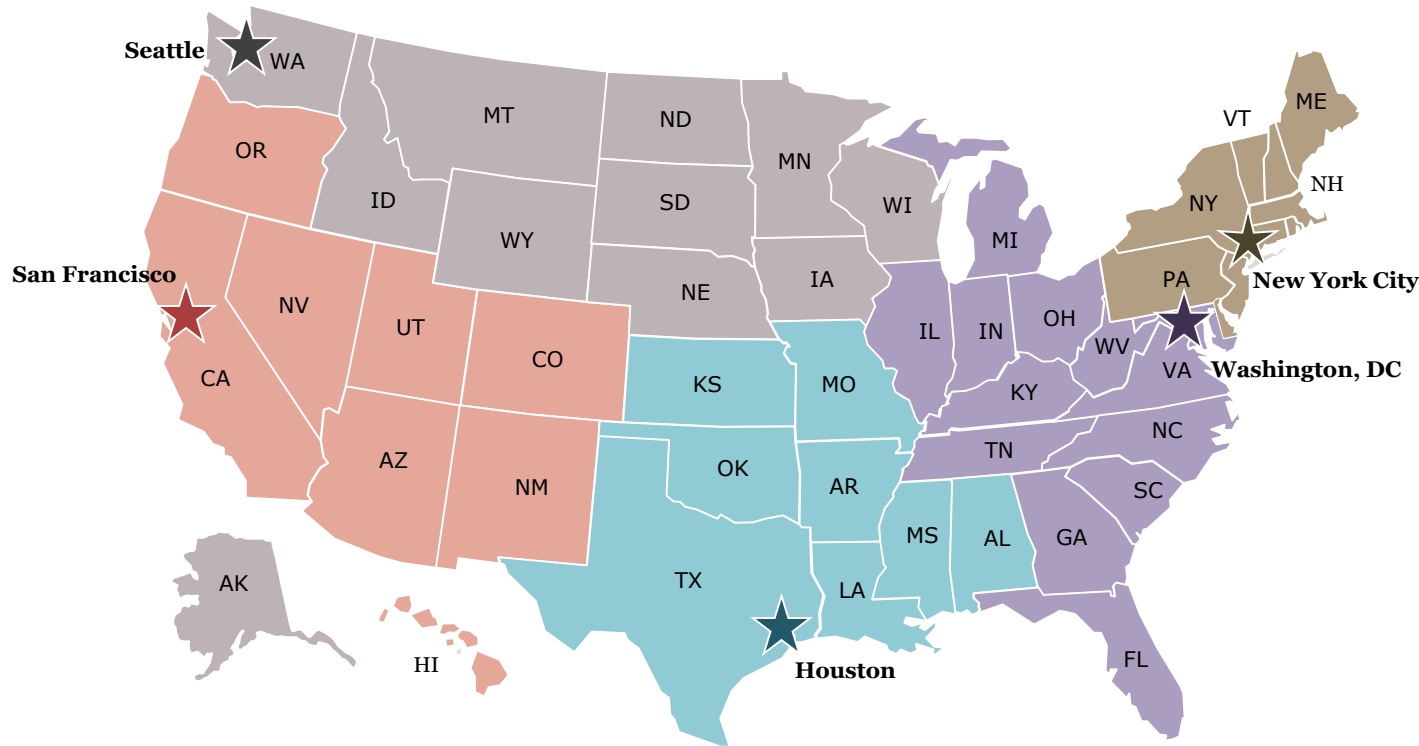 Seattle
WA
MT
ND
MN
ME
VT
OR
ID
WY
SD
WI
MI
NY
NH
San Francisco
NV
UT
CO
NE
IA
IL
IN
OH
PA
New York City
CA
KS
MO
WV
KY
VA
Washington, DC
AZ
NM
OK
AR
TN
NC
SC
MS
AL
GA
AK
TX
LA
HI
Houston
FL